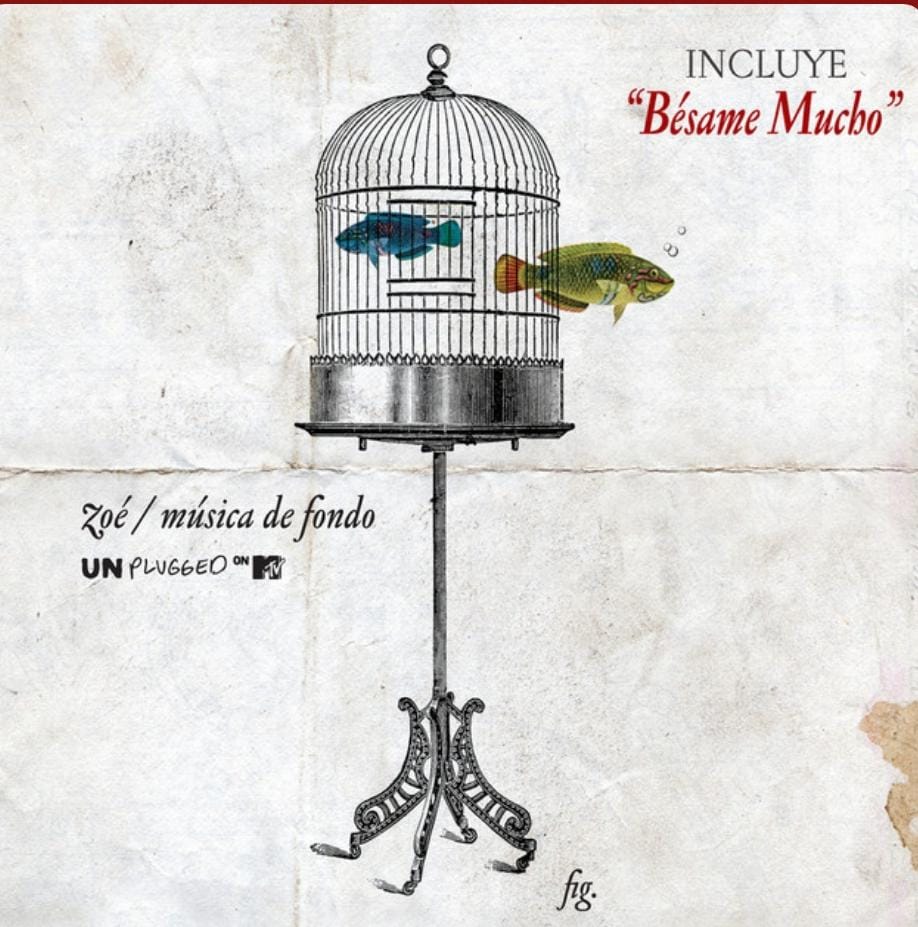 INCLUYE
“Bésame Mucho”
Zoé / música de fondo
UNPLUGGED ON MTV
fig.